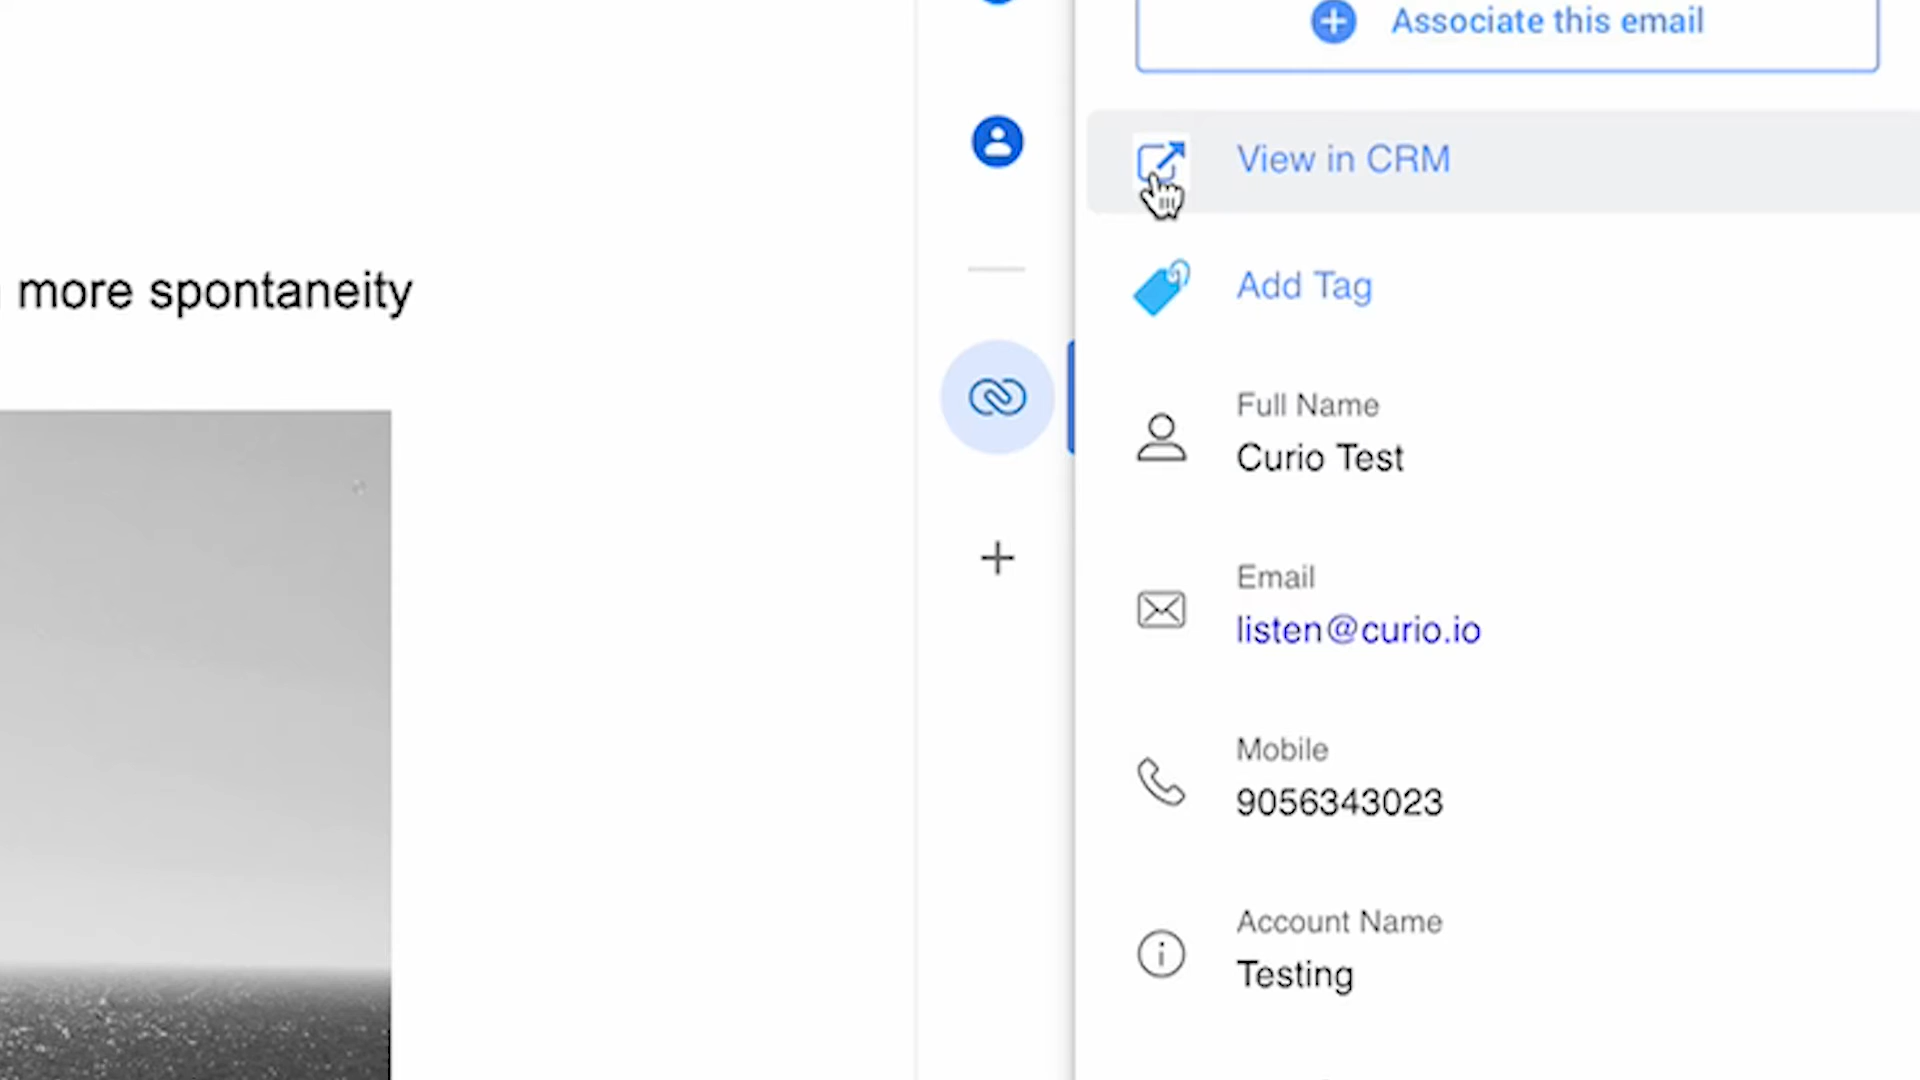 more spontaneity
Associate this email
View in CRM
Add Tag
Full Name
Curio Test
Email
listen@curio.io
Mobile
9056343023
Account Name
Testing